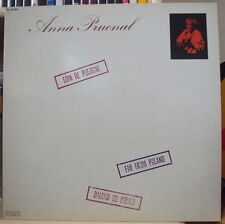 Anna Prucnal
LOIN DE POLOGNE
FAR FROM POLAND
DALEKO OD POLSKI